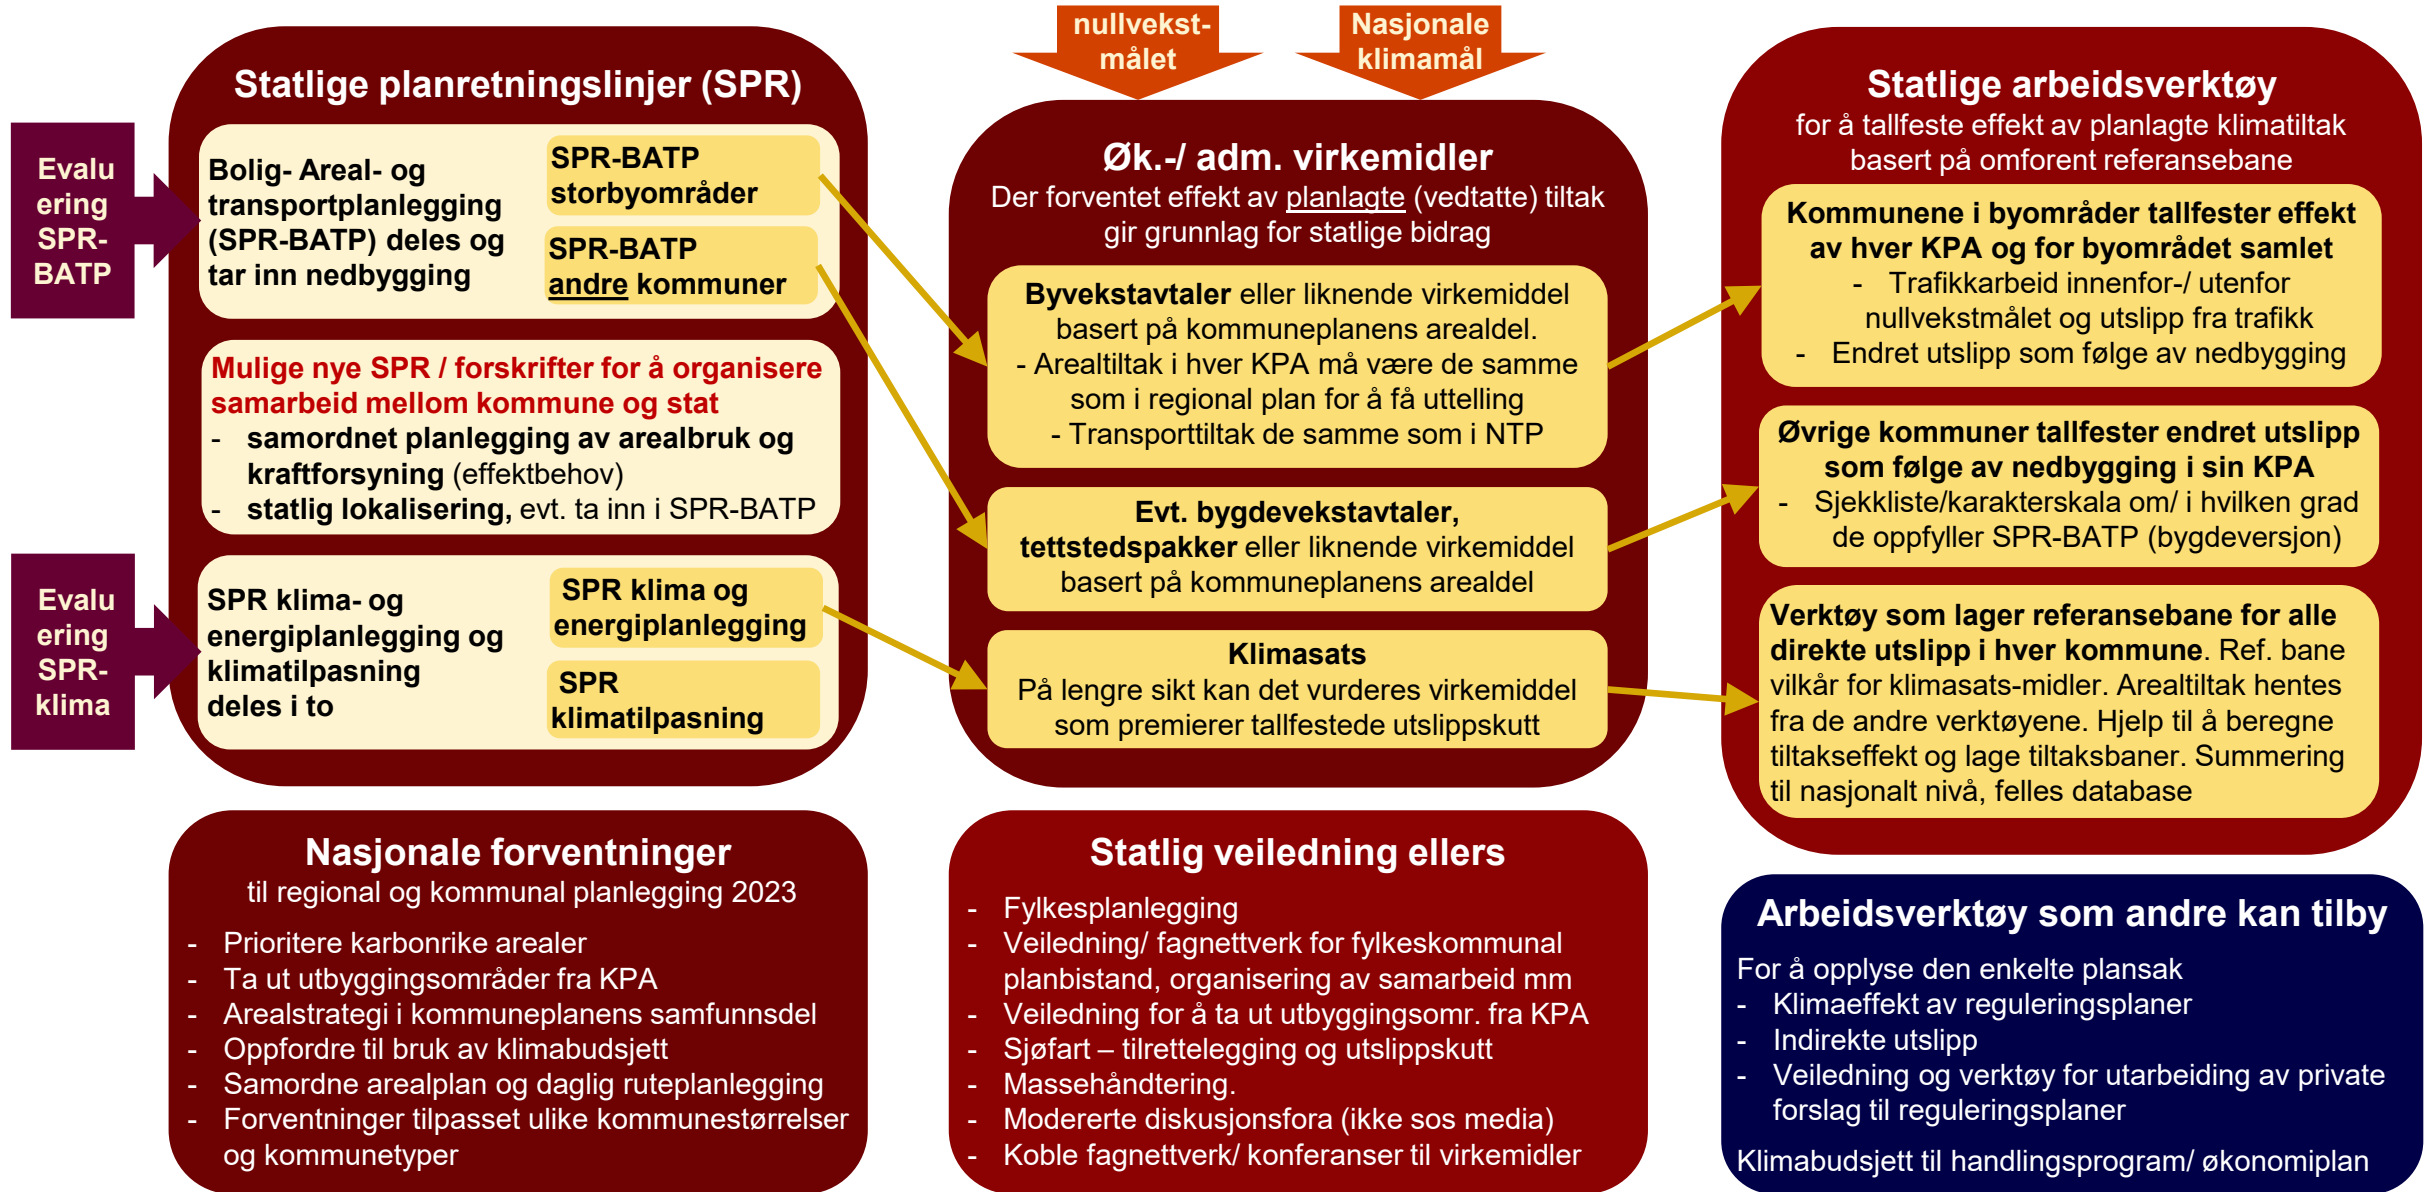 nullvekst-
målet
Nasjonale
klimamål
Evalu
ering
SPR-
BATP
Evalu
ering
SPR-
klima
Statlige planretningslinjer (SPR)
Bolig- Areal- og
transportplanlegging
(SPR-BATP) deles og
tar inn nedbygging
SPR-BATP
storbyområder
SPR-BATP
andre kommuner
Mulige nye SPR / forskrifter for å organisere
samarbeid mellom kommune og stat
- samordnet planlegging av arealbruk og
kraftforsyning (effektbehov)
- statlig lokalisering, evt. ta inn i SPR-BATP
SPR klima- og
energiplanlegging og
klimatilpasning
deles i to
SPR klima og
energiplanlegging
SPR
klimatilpasning
Øk.-/ adm. virkemidler
Der forventet effekt av planlagte (vedtatte) tiltak
gir grunnlag for statlige bidrag
Byvekstavtaler eller liknende virkemiddel
basert på kommuneplanens arealdel.
- Arealtiltak i hver KPA må være de samme
som i regional plan for å få uttelling
- Transporttiltak de samme som i NTP
Evt. bygdevekstavtaler,
tettstedspakker eller liknende virkemiddel
basert på kommuneplanens arealdel
Klimasats
På lengre sikt kan det vurderes virkemiddel
som premierer tallfestede utslippskutt
Statlige arbeidsverktøy
for å tallfeste effekt av planlagte klimatiltak
basert på omforent referansebane
Kommunene i byområder tallfester effekt
av hver KPA og for byområdet samlet
- Trafikkarbeid innenfor-/ utenfor
nullvekstmålet og utslipp fra trafikk
- Endret utslipp som følge av nedbygging
Øvrige kommuner tallfester endret utslipp
som følge av nedbygging i sin KPA
- Sjekkliste/karakterskala om/ i hvilken grad
de oppfyller SPR-BATP (bygdeversjon)
Verktøy som lager referansebane for alle
direkte utslipp i hver kommune. Ref. bane
vilkår for klimasats-midler. Arealtiltak hentes
fra de andre verktøyene. Hjelp til å beregne
tiltakseffekt og lage tiltaksbaner. Summering
til nasjonalt nivå, felles database
Nasjonale forventninger
til regional og kommunal planlegging 2023
- Prioritere karbonrike arealer
- Ta ut utbyggingsområder fra KPA
- Arealstrategi i kommuneplanens samfunnsdel
- Oppfordre til bruk av klimabudsjett
- Samordne arealplan og daglig ruteplanlegging
- Forventninger tilpasset ulike kommunestørrelser
og kommunetyper
Statlig veiledning ellers
- Fylkesplanlegging
- Veiledning/ fagnettverk for fylkeskommunal
planbistand, organisering av samarbeid mm
- Veiledning for å ta ut utbyggingsomr. fra KPA
- Sjøfart – tilrettelegging og utslippskutt
- Massehåndtering.
- Modererte diskusjonsfora (ikke sos media)
- Koble fagnettverk/ konferanser til virkemidler
Arbeidsverktøy som andre kan tilby
For å opplyse den enkelte plansak
- Klimaeffekt av reguleringsplaner
- Indirekte utslipp
- Veiledning og verktøy for utarbeiding av private
forslag til reguleringsplaner
Klimabudsjett til handlingsprogram/ økonomiplan